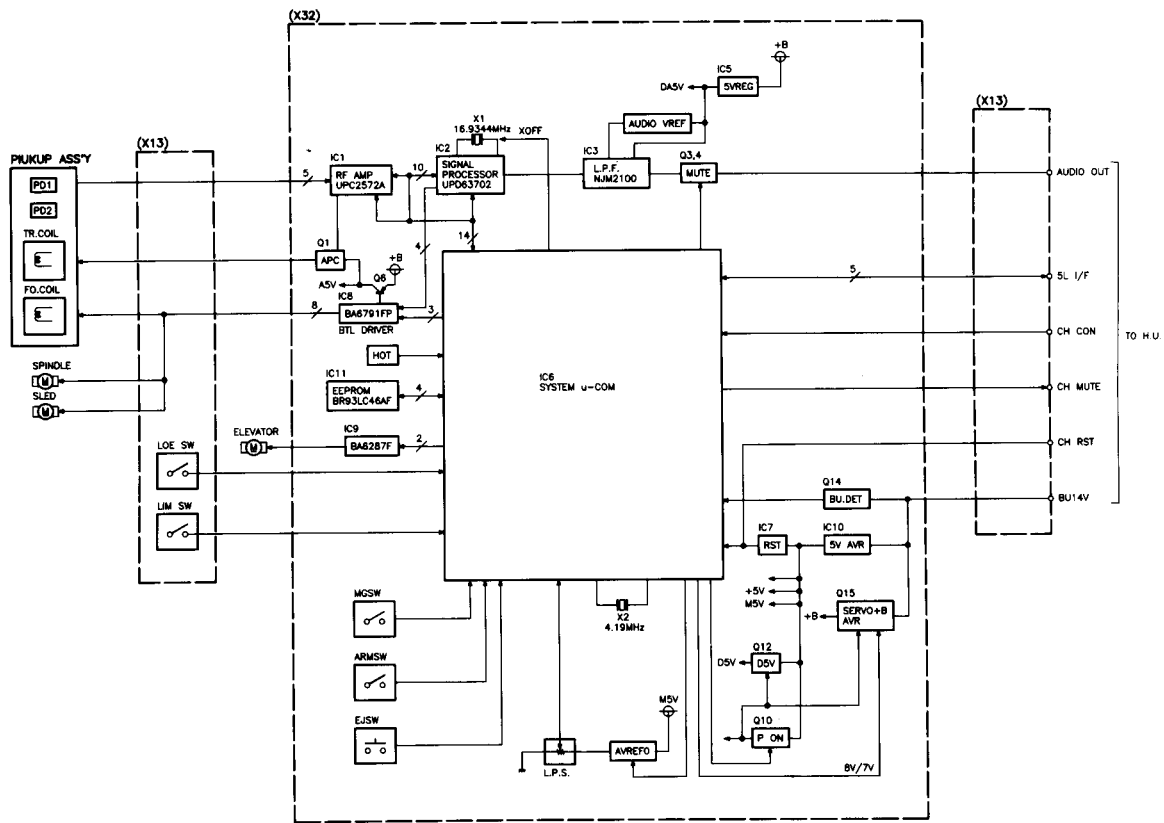 (X32)
+B
IC5
5VREG
DA5V
(X13)
(X13)
X1
16.9344MHz
XOFF
AUDIO VREF
PIUKUP ASS'Y
PD1
PD2
TR.COIL
FO.COIL
5
IC1
RF AMP
UPC2572A
10
IC2
SIGNAL
PROCESSOR
UPD63702
IC3
L.P.F.
NJM2100
Q3,4
MUTE
AUDIO OUT
14
4
Q1
APC
+B
Q6
A5V
IC8
BA6791FP
BTL DRIVER
8
3
5
5L I/F
CH CON
TO H.U.
HOT
IC6
SYSTEM u-COM
SPINDLE
M
SLED
M
IC11
EEPROM
BR93LC46AF
4
CH MUTE
ELEVATOR
M
IC9
BA6287F
2
CH RST
LOE SW
LIM SW
Q14
BU.DET
BU14V
IC7
RST
IC10
5V AVR
+5V
M5V
MGSW
X2
4.19MHz
Q15
SERVO+B
AVR
+B
ARMSW
Q12
D5V
D5V
EJSW
M5V
Q10
P ON
L.P.S.
AVREF0
8V/7V